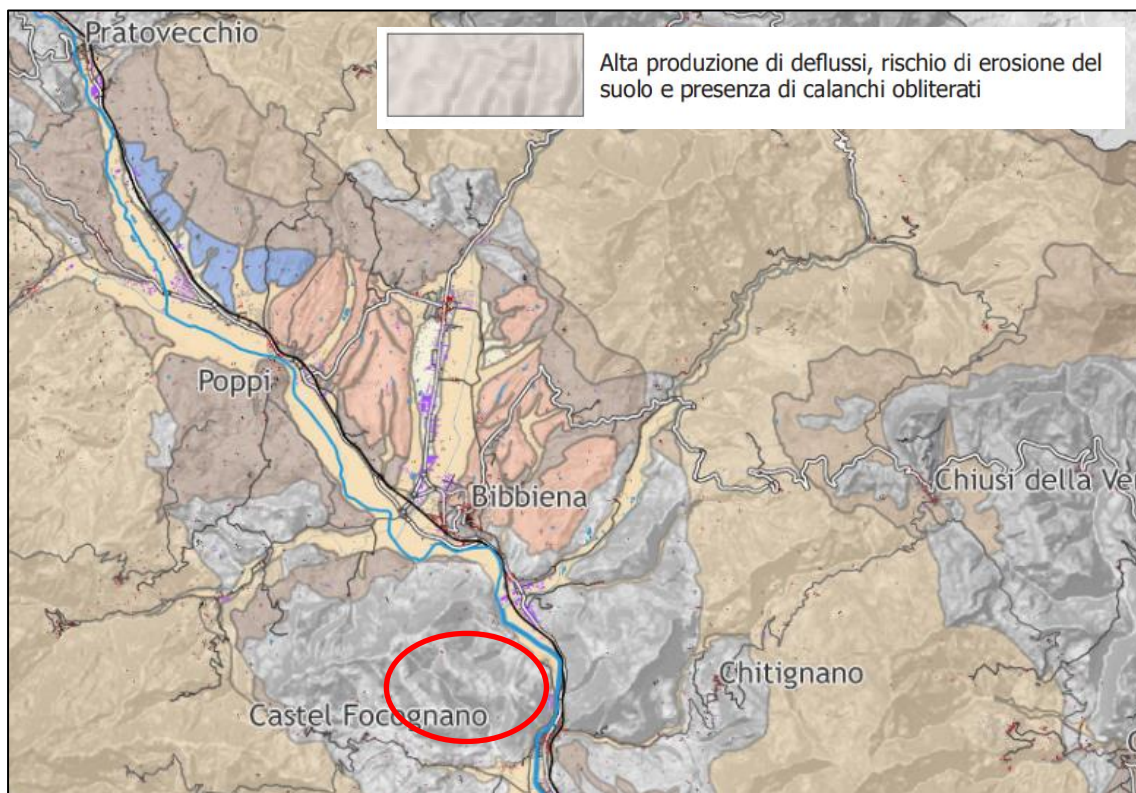 Pratovecchio
Alta produzione di deflussi, rischio di erosione del
suolo e presenza di calanchi obliterati
Poppi
Bibbiena
Chiusi della Ver
Chitignano
Castel Focognano